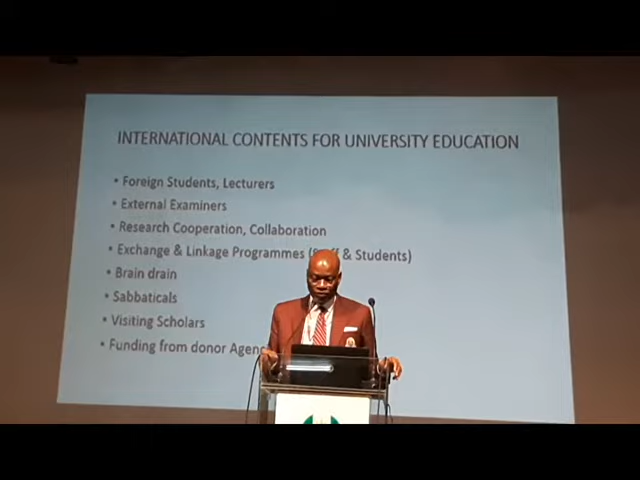 INTERNATIONAL CONTENTS FOR UNIVERSITY EDUCATION
• Foreign Students, Lecturers
• External Examiners
• Research Cooperation, Collaboration
• Exchange & Linkage Programmes (Staff & Students)
• Brain drain
• Sabbaticals
• Visiting Scholars
• Funding from donor